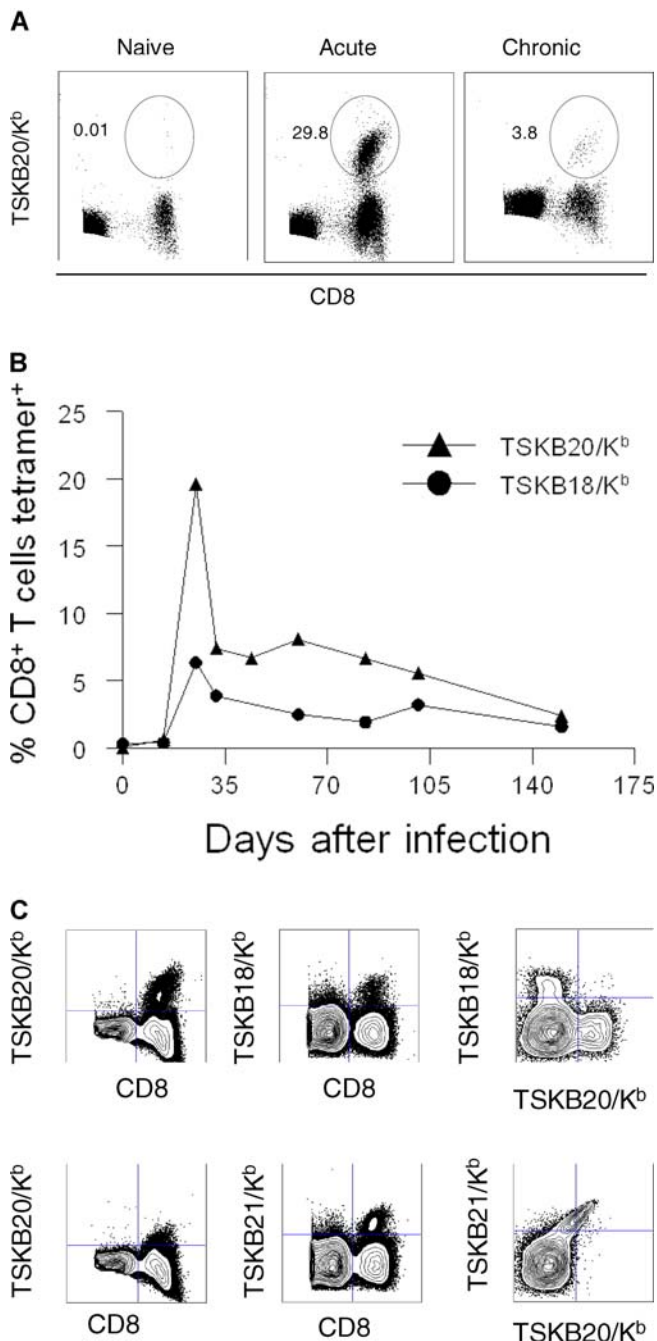 A
Naive Acute Chronic
TSKB20/Kb
0.01 29.8 3.8
CD8
B
% CD8+ T cells tetramer+
25
20
15
10
5
0
TSKB20/Kb
TSKB18/Kb
0 35 70 105 140 175
Days after infection
C
TSKB20/Kb TSKB18/Kb TSKB18/Kb
CD8 CD8 TSKB20/Kb
TSKB20/Kb TSKB21/Kb TSKB21/Kb
CD8 CD8 TSKB20/Kb